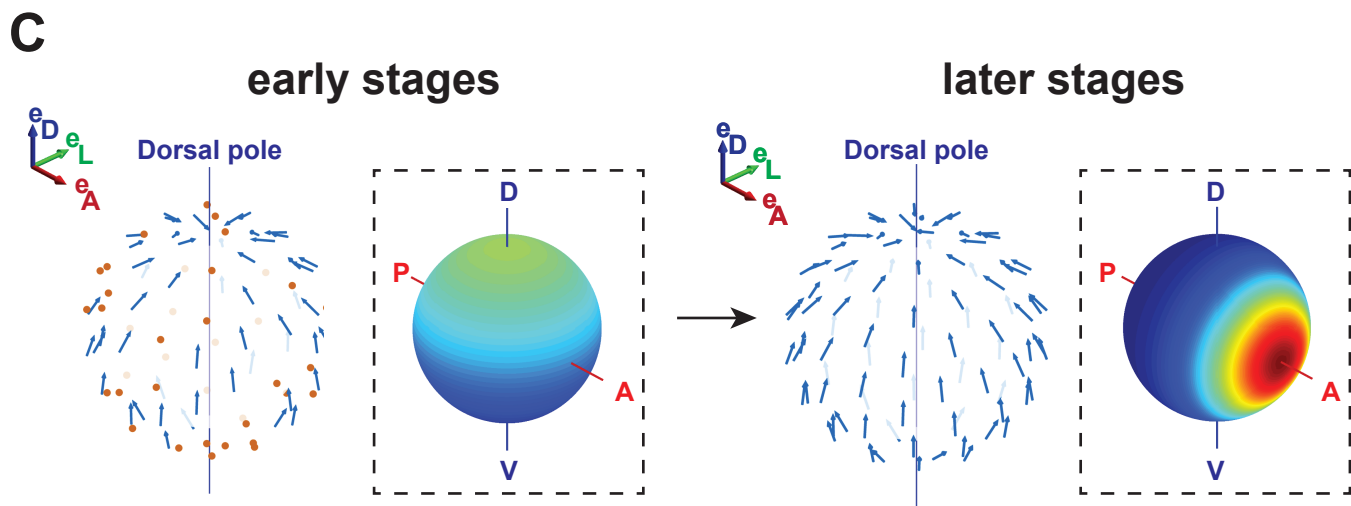 C
early stages
later stages
eD
eL
eA
Dorsal pole
D
P
A
V
eD
eL
eA
Dorsal pole
D
P
A
V